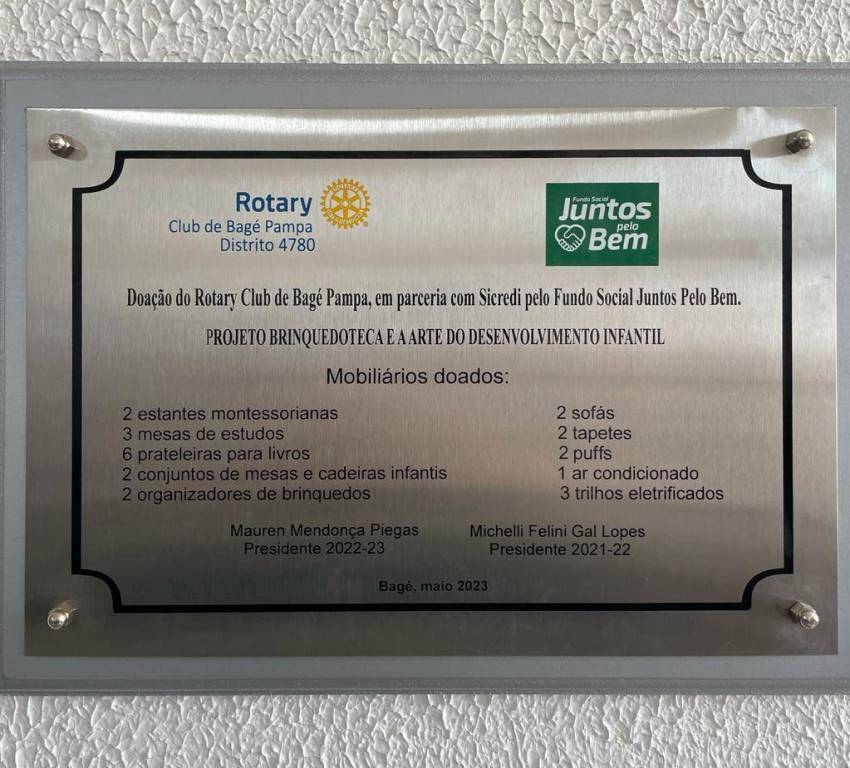 Rotary
Club de Bagé Pampa
Distrito 4780
Fundo Social
Juntos
pelo
Bem
Doação do Rotary Club de Bagé Pampa, em parceria com Sicredi pelo Fundo Social Juntos Pelo Bem.
PROJETO BRINQUEDOTECA E A ARTE DO DESENVOLVIMENTO INFANTIL
Mobiliários doados:
2 estantes montessorianas
3 mesas de estudos
6 prateleiras para livros
2 conjuntos de mesas e cadeiras infantis
2 organizadores de brinquedos
2 sofás
2 tapetes
2 puffs
1 ar condicionado
3 trilhos eletrificados
Mauren Mendonça Piegas
Presidente 2022-23
Michelli Felini Gal Lopes
Presidente 2021-22
Bagé, maio 2023